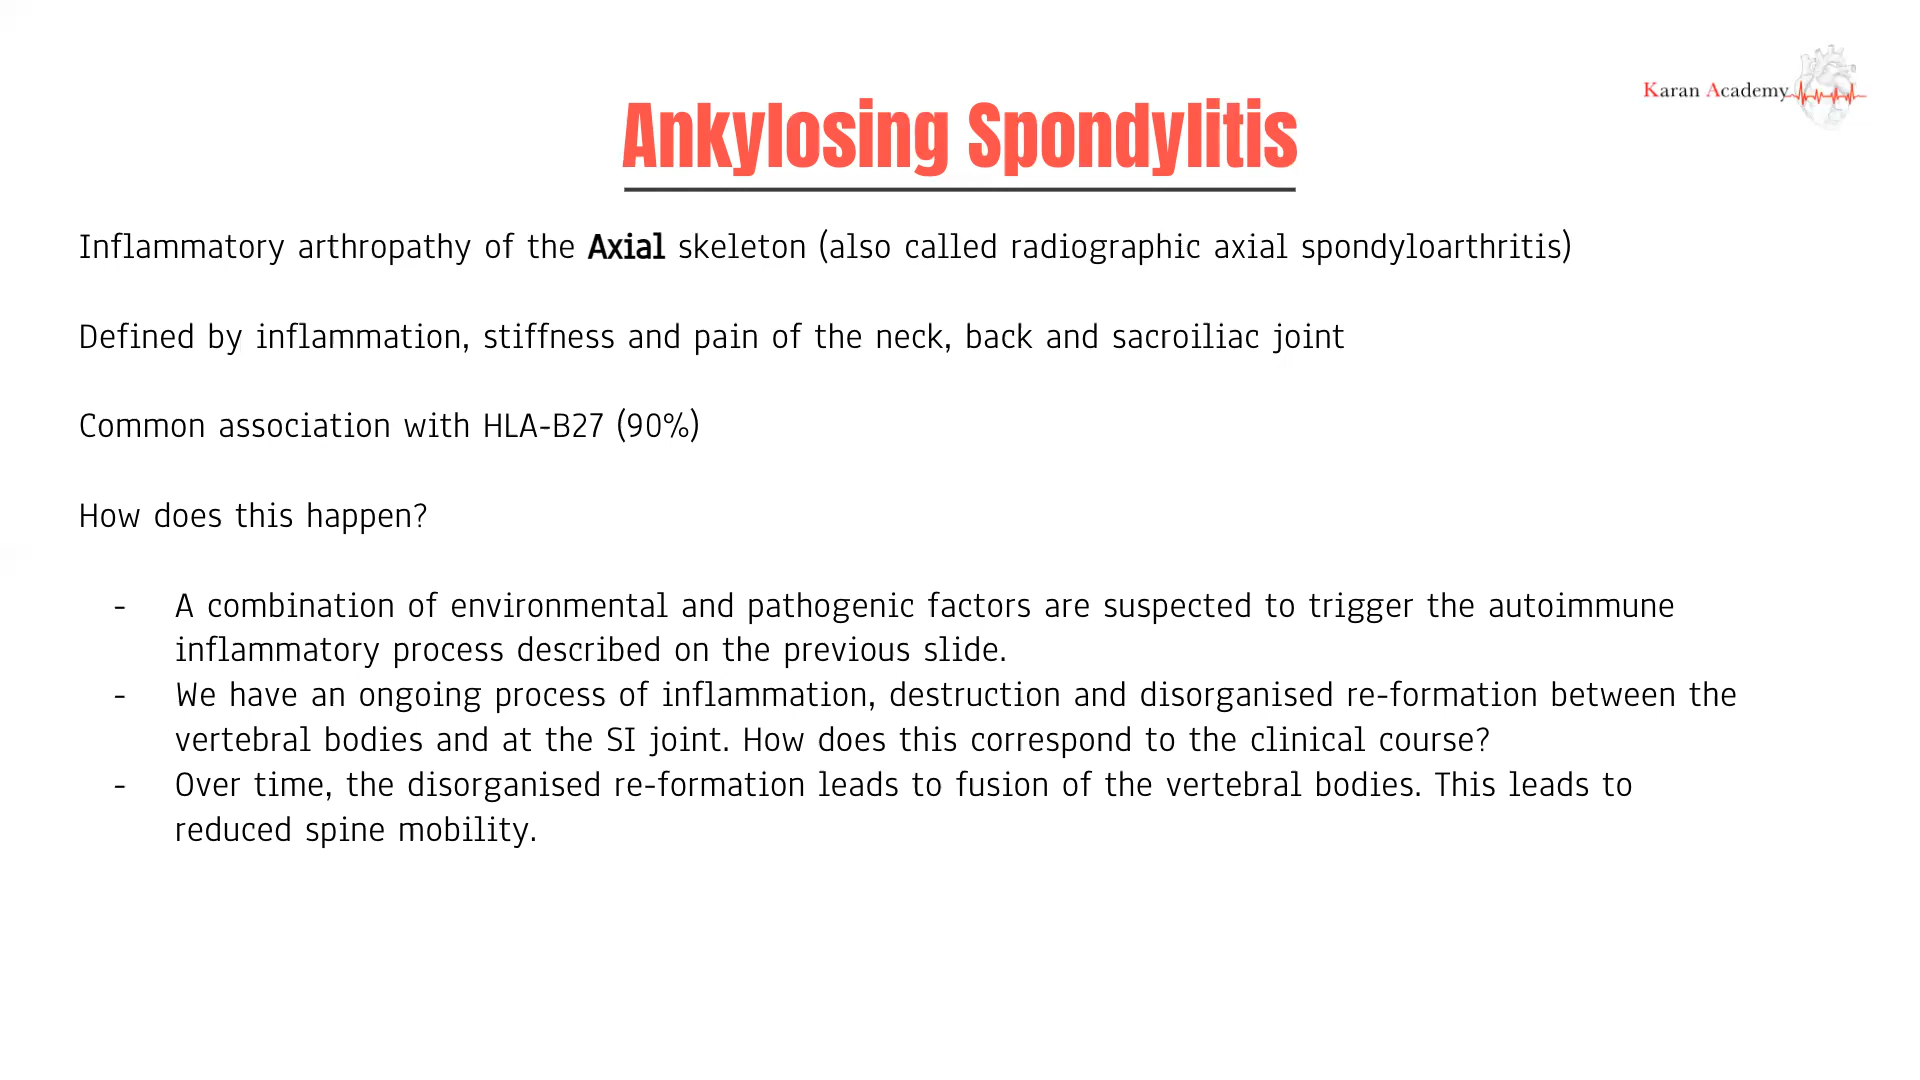 Karan Academy
Ankylosing Spondylitis
Inflammatory arthropathy of the Axial skeleton (also called radiographic axial spondyloarthritis)
Defined by inflammation, stiffness and pain of the neck, back and sacroiliac joint
Common association with HLA-B27 (90%)
How does this happen?
- A combination of environmental and pathogenic factors are suspected to trigger the autoimmune
inflammatory process described on the previous slide.
- We have an ongoing process of inflammation, destruction and disorganised re-formation between the
vertebral bodies and at the SI joint. How does this correspond to the clinical course?
- Over time, the disorganised re-formation leads to fusion of the vertebral bodies. This leads to
reduced spine mobility.